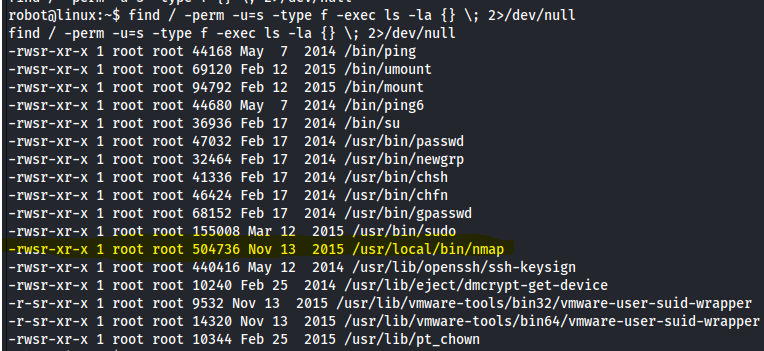 find / -perm -u=s -type f -exec ls -la {} \; 2>/dev/null
robot@linux:~$ find / -perm -u=s -type f -exec ls -la {} \; 2>/dev/null
find / -perm -u=s -type f -exec ls -la {} \; 2>/dev/null
-rwsr-xr-x 1 root root 44168 May  7  2014 /bin/ping
-rwsr-xr-x 1 root root 69120 Feb 12  2015 /bin/umount
-rwsr-xr-x 1 root root 94792 Feb 12  2015 /bin/mount
-rwsr-xr-x 1 root root 44680 May  7  2014 /bin/ping6
-rwsr-xr-x 1 root root 36936 Feb 17  2014 /bin/su
-rwsr-xr-x 1 root root 47032 Feb 17  2014 /usr/bin/passwd
-rwsr-xr-x 1 root root 32464 Feb 17  2014 /usr/bin/newgrp
-rwsr-xr-x 1 root root 41336 Feb 17  2014 /usr/bin/chsh
-rwsr-xr-x 1 root root 46424 Feb 17  2014 /usr/bin/chfn
-rwsr-xr-x 1 root root 68152 Feb 17  2014 /usr/bin/gpasswd
-rwsr-xr-x 1 root root 155008 Mar 12  2015 /usr/bin/sudo
-rwsr-xr-x 1 root root 504736 Nov 13  2015 /usr/local/bin/nmap
-rwsr-xr-x 1 root root 440416 May 12  2014 /usr/lib/openssh/ssh-keysign
-rwsr-xr-x 1 root root 10240 Feb 25  2014 /usr/lib/eject/dmcrypt-get-device
-r-sr-xr-x 1 root root 9532 Nov 13  2015 /usr/lib/vmware-tools/bin32/vmware-user-suid-wrapper
-r-sr-xr-x 1 root root 14320 Nov 13  2015 /usr/lib/vmware-tools/bin64/vmware-user-suid-wrapper
-rwsr-xr-x 1 root root 10344 Feb 25  2015 /usr/lib/pt_chown